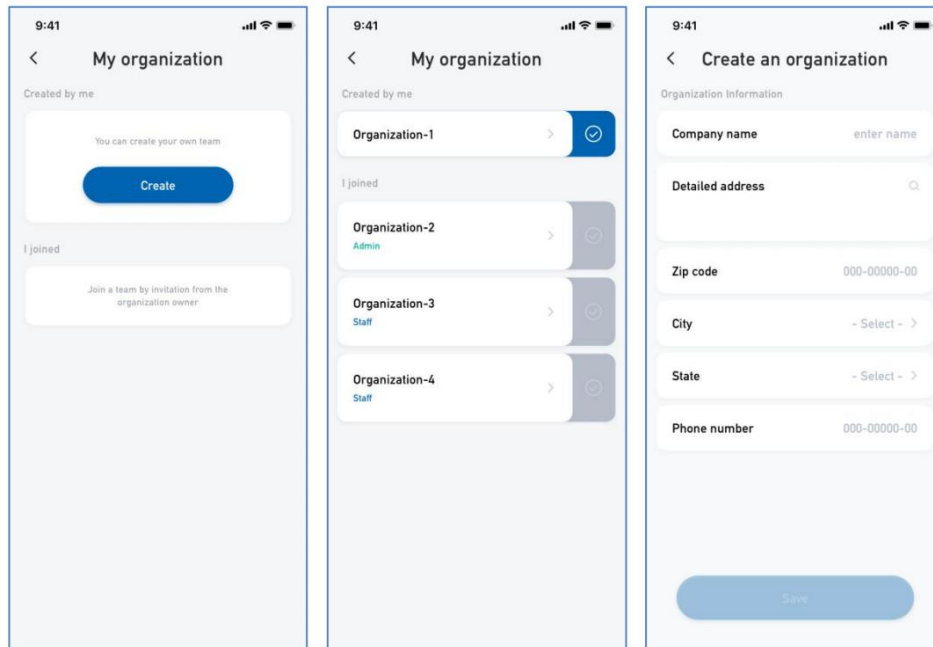 9:41
My organization
Created by me
You can create your own team
Create
I joined
Join a team by invitation from the
organization owner
9:41
My organization
Created by me
Organization-1
I joined
Organization-2
Admin
Organization-3
Staff
Organization-4
Staff
9:41
Create an organization
Organization Information
Company name enter name
Detailed address
Zip code 000-00000-00
City - Select -
State - Select -
Phone number 000-00000-00
Save